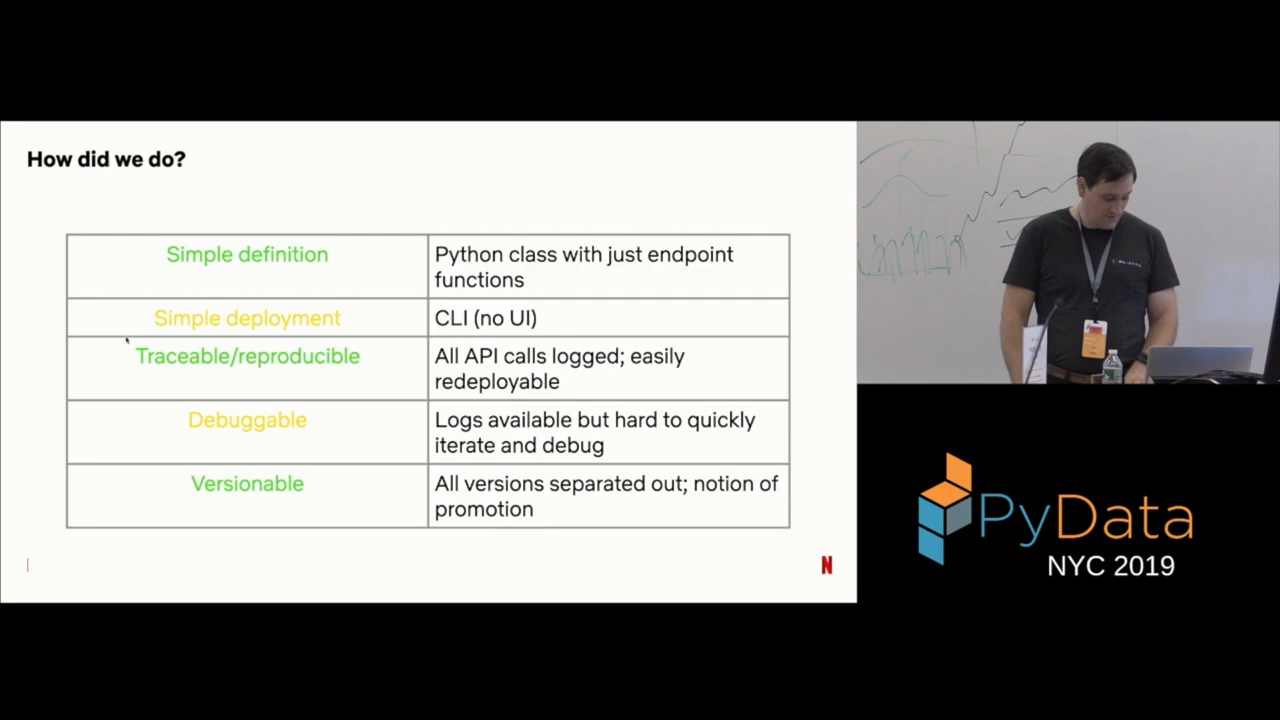 How did we do?
Simple definition
Python class with just endpoint
functions
Simple deployment
CLI (no UI)
Traceable/reproducible
All API calls logged; easily
redeployable
Debuggable
Logs available but hard to quickly
iterate and debug
Versionable
All versions separated out; notion of
promotion
N
PyData
NYC 2019